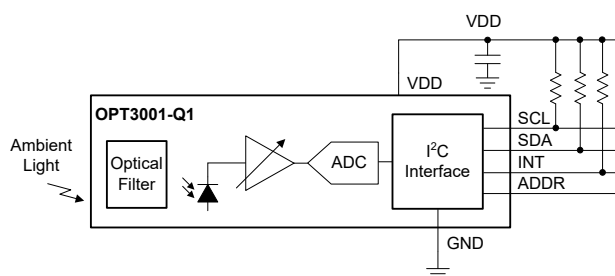 VDD
VDD
OPT3001-Q1
SCL
SDA
INT
ADDR
Ambient
Light
Optical
Filter
ADC
I²C
Interface
GND